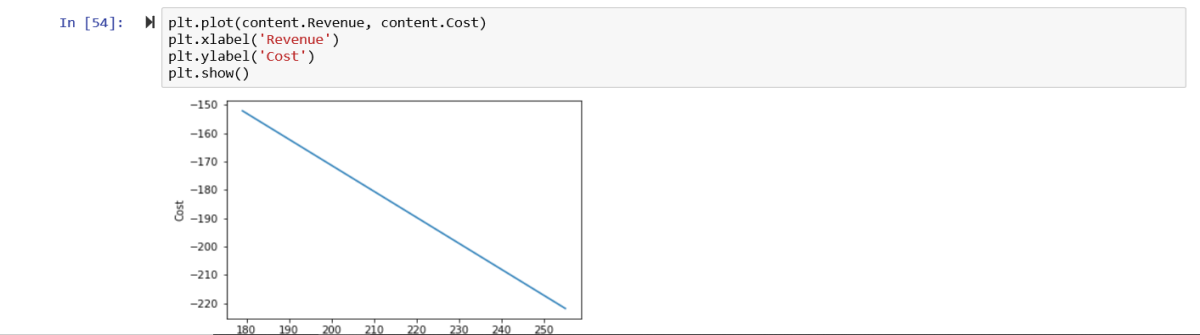 In [54]:
plt.plot(content.Revenue, content.Cost)
plt.xlabel('Revenue')
plt.ylabel('Cost')
plt.show()
−150
−160
−170
−180
−190
−200
−210
−220
Cost
180 190 200 210 220 230 240 250